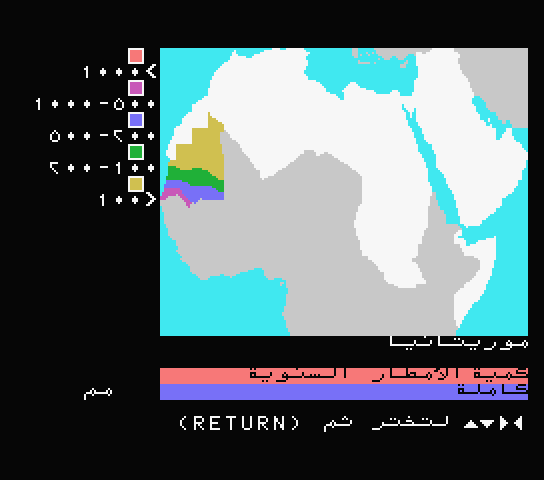 ١٠٠٠<
١٠٠٠-٥٠٠
٥٠٠-٢٠٠
٢٠٠-١٠٠
١٠٠>
موريتانيا
كمية الأمطار السنوية
كاملة
مم
لتختر ثم (RETURN)